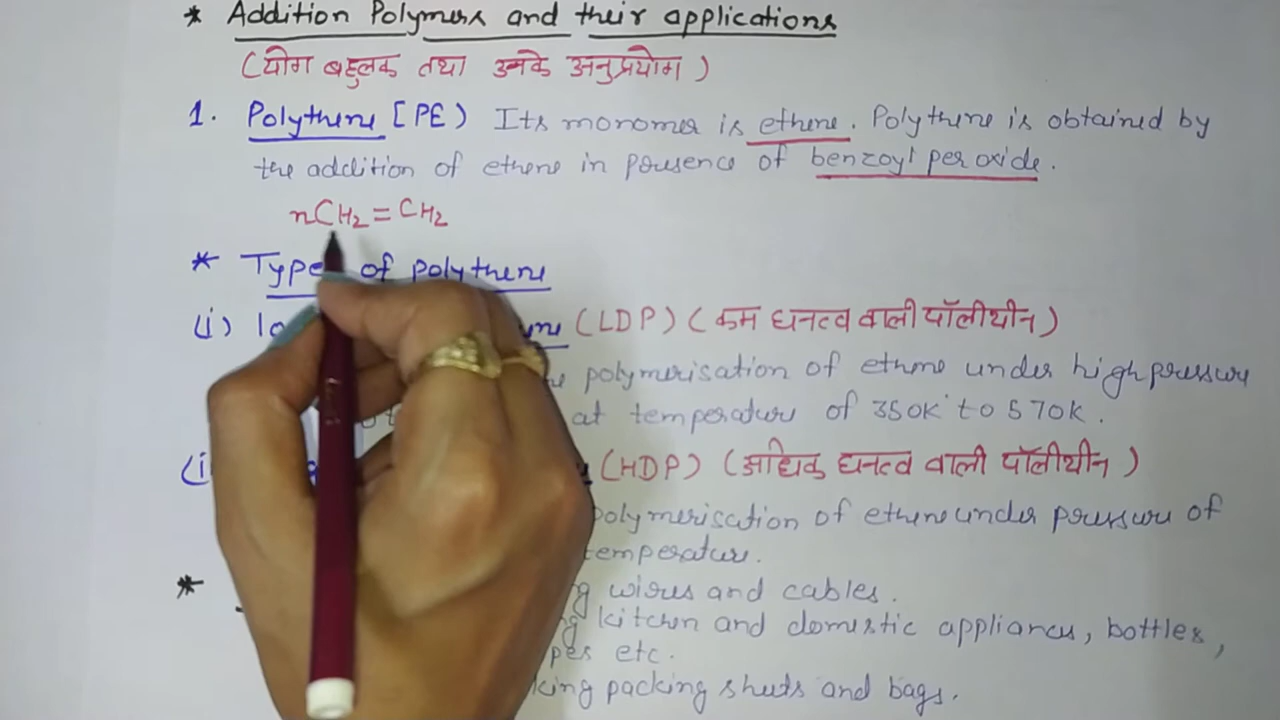 * Addition Polymers and their applications
(योग बहुलक तथा उनके अनुप्रयोग)
1. Polythene [PE) Its monomer is ethene. Polythene is obtained by
the addition of ethene in presence of benzoyl peroxide.
nCH₂=CH₂
* Type of polythene
(i) (LDP) (कम घनत्व वाली पॉलीथीन)
polymerisation of ethene under high pressure
at temperature of 350K to 570K.
(HDP) (अधिक घनत्व वाली पॉलीथीन)
polymerisation of ethene under pressure of
temperature.
* wires and cables.
kitchen and domestic appliances, bottles,
etc.
packing sheets and bags.